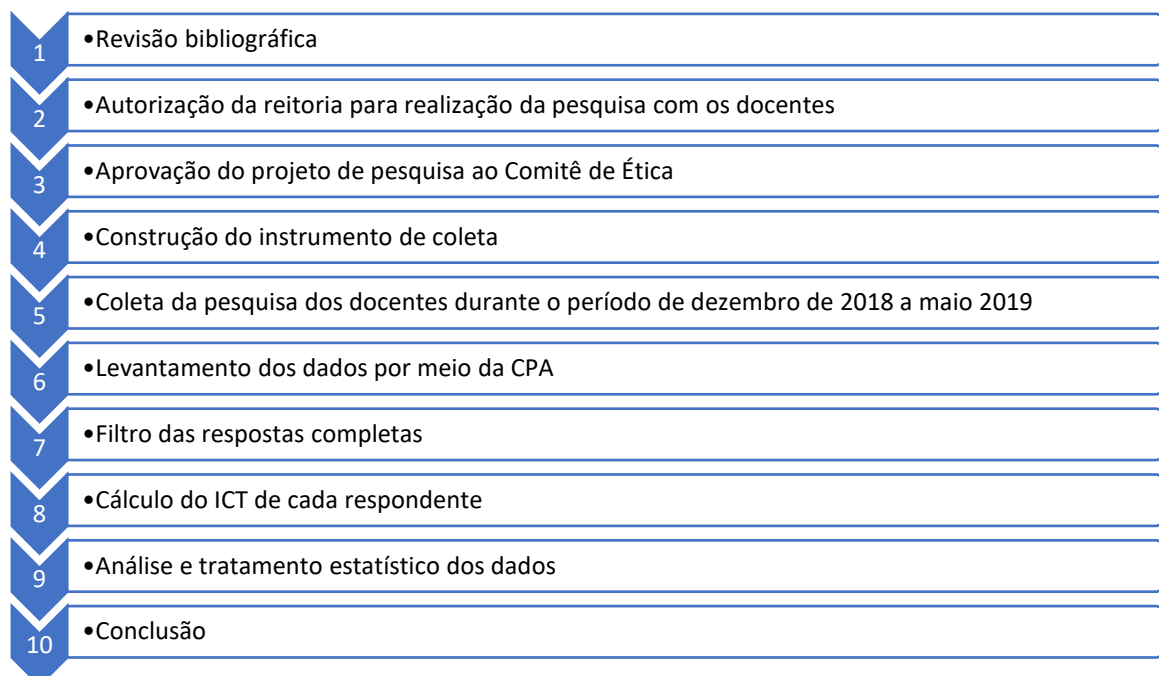 1 •Revisão bibliográfica
2 •Autorização da reitoria para realização da pesquisa com os docentes
3 •Aprovação do projeto de pesquisa ao Comitê de Ética
4 •Construção do instrumento de coleta
5 •Coleta da pesquisa dos docentes durante o período de dezembro de 2018 a maio 2019
6 •Levantamento dos dados por meio da CPA
7 •Filtro das respostas completas
8 •Cálculo do ICT de cada respondente
9 •Análise e tratamento estatístico dos dados
10 •Conclusão